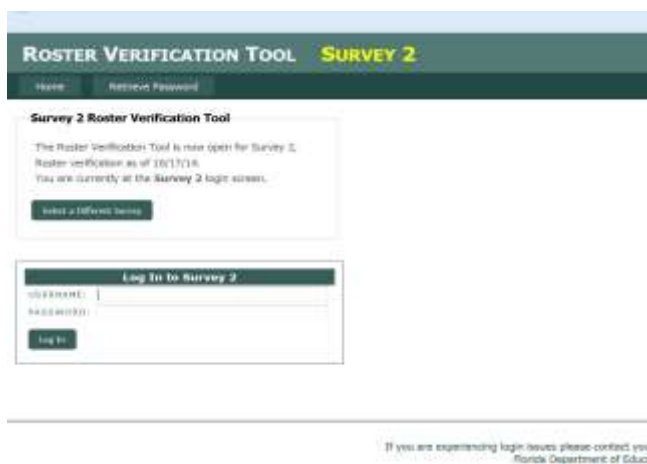 ROSTER VERIFICATION TOOL SURVEY 2
Home Retrieve Password
Survey 2 Roster Verification Tool
The Roster Verification Tool is now open for Survey 2,
Roster verification as of 10/17/16.
You are currently at the Survey 2 login screen.
Select a Different Survey
Log In to Survey 2
USERNAME:
PASSWORD:
Log In
If you are experiencing login issues please contact you
Florida Department of Educ